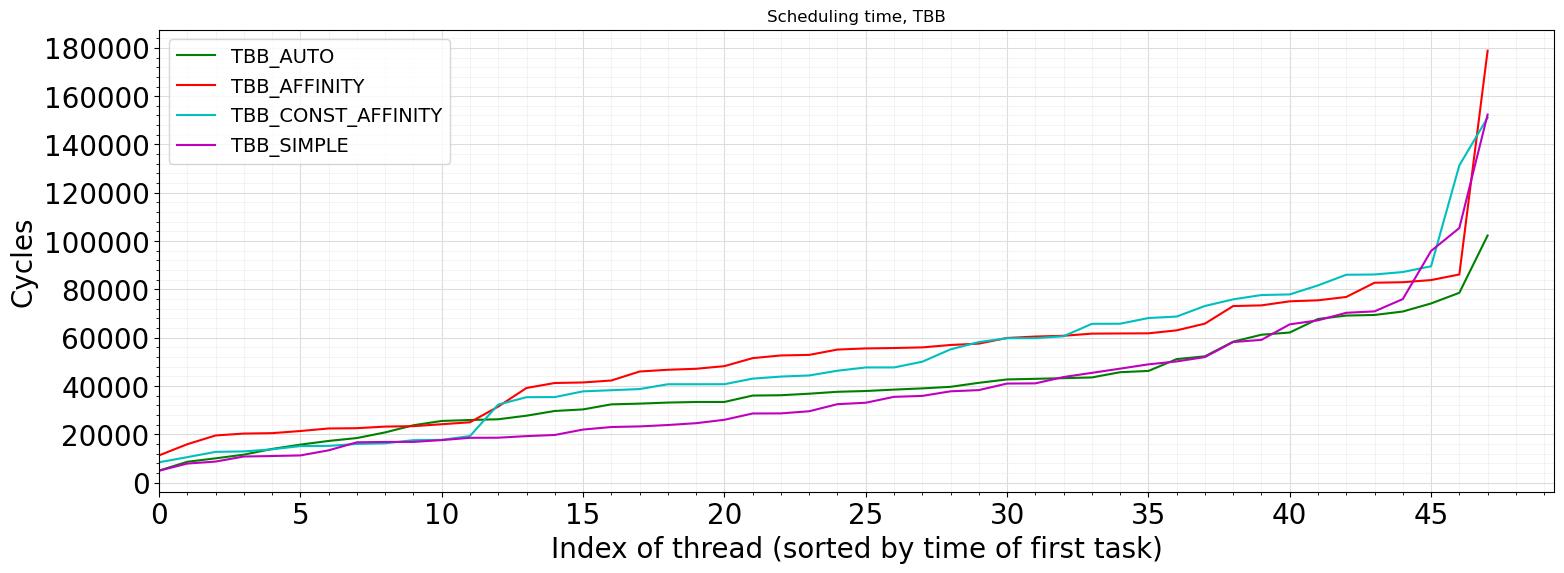 Scheduling time, TBB
180000
160000
140000
120000
100000
80000
60000
40000
20000
0
Cycles
TBB_AUTO
TBB_AFFINITY
TBB_CONST_AFFINITY
TBB_SIMPLE
0 5 10 15 20 25 30 35 40 45
Index of thread (sorted by time of first task)